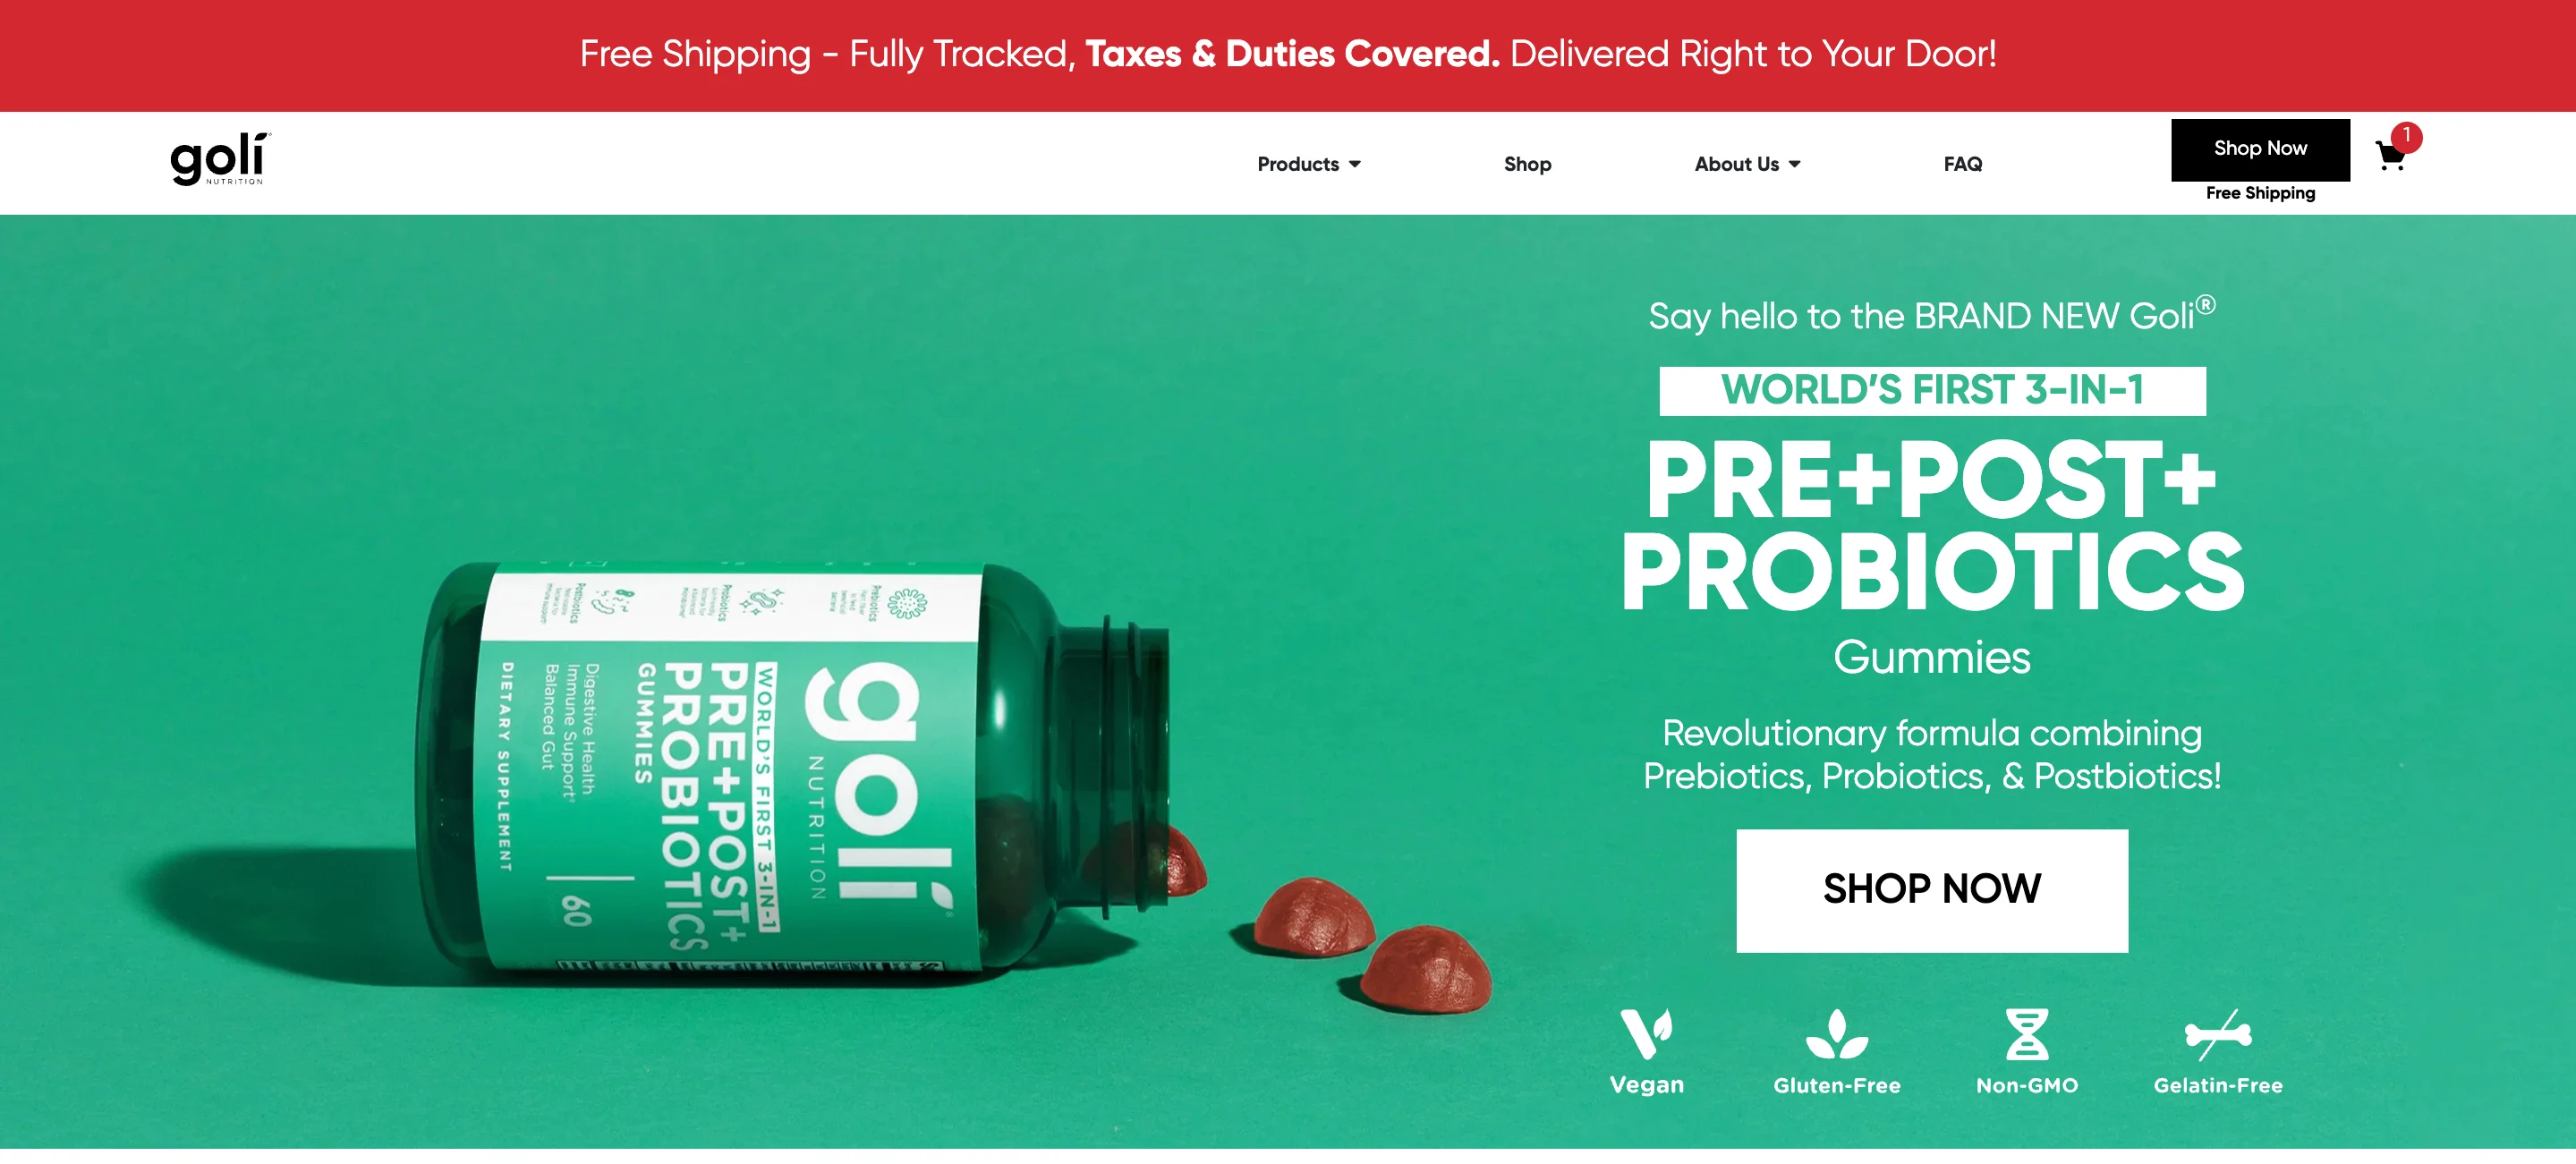 Free Shipping - Fully Tracked, Taxes & Duties Covered. Delivered Right to Your Door!
goli
NUTRITION
Products
Shop
About Us
FAQ
Shop Now
Free Shipping
1
Say hello to the BRAND NEW Goli®
WORLD'S FIRST 3-IN-1
PRE+POST+
PROBIOTICS
Gummies
Revolutionary formula combining
Prebiotics, Probiotics, & Postbiotics!
SHOP NOW
Vegan
Gluten-Free
Non-GMO
Gelatin-Free
goli
NUTRITION
WORLD'S FIRST 3-IN-1
PRE+POST+
PROBIOTICS
GUMMIES
Digestive Health
Immune Support
Balanced Gut
60
DIETARY SUPPLEMENT
Prebiotics
Probiotics
Postbiotics